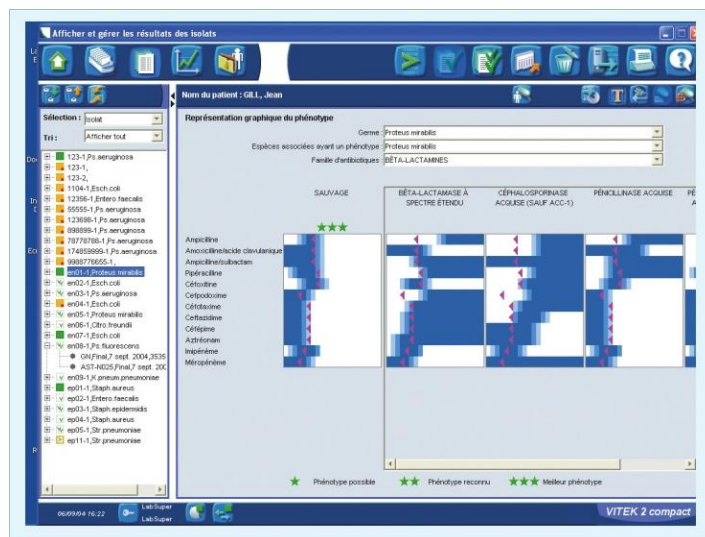 Afficher et gérer les résultats des isolats
Nom du patient : GILL, Jean
Sélection : Isolat
Tri : Afficher tout
123-1,Ps.aeruginosa
123-1,
123-2,
1104-1,Esch.coli
12356-1,Entero.faecalis
55555-1,Ps.aeruginosa
123698-1,Ps.aeruginosa
898899-1,Ps.aeruginosa
78778788-1,Ps.aeruginosa
174859999-1,Ps.aeruginosa
9988776655-1,
en01-1,Proteus mirabilis
en02-1,Esch.coli
en03-1,Ps.aeruginosa
en04-1,Esch.coli
en05-1,Proteus mirabilis
en06-1,Citro.freundii
en07-1,Esch.coli
en08-1,Ps.fluorescens
GN,Final,7 sept. 2004,3535
AST-N025,Final,7 sept. 200
en09-1,K.pneum.pneumoniae
ep01-1,Staph.aureus
ep02-1,Entero.faecalis
ep03-1,Staph.epidermidis
ep04-1,Staph.aureus
ep05-1,Str.pneumoniae
ep11-1,Str.pneumoniae
Représentation graphique du phénotype
Germe : Proteus mirabilis
Espèces associées ayant un phénotype : Proteus mirabilis
Famille d'antibiotiques : BÊTA-LACTAMINES
SAUVAGE
BÊTA-LACTAMASE À SPECTRE ÉTENDU
CÉPHALOSPORINASE ACQUISE (SAUF ACC-1)
PÉNICILLINASE ACQUISE
Ampicilline
Amoxicilline/acide clavulanique
Ampicilline/sulbactam
Pipéracilline
Céfoxitine
Cefpodoxime
Céfotaxime
Ceftazidime
Céfépime
Aztréonam
Imipénème
Méropénème
Phénotype possible
Phénotype reconnu
Meilleur phénotype
06/09/04 16:22
LabSuper
LabSuper
VITEK 2 compact